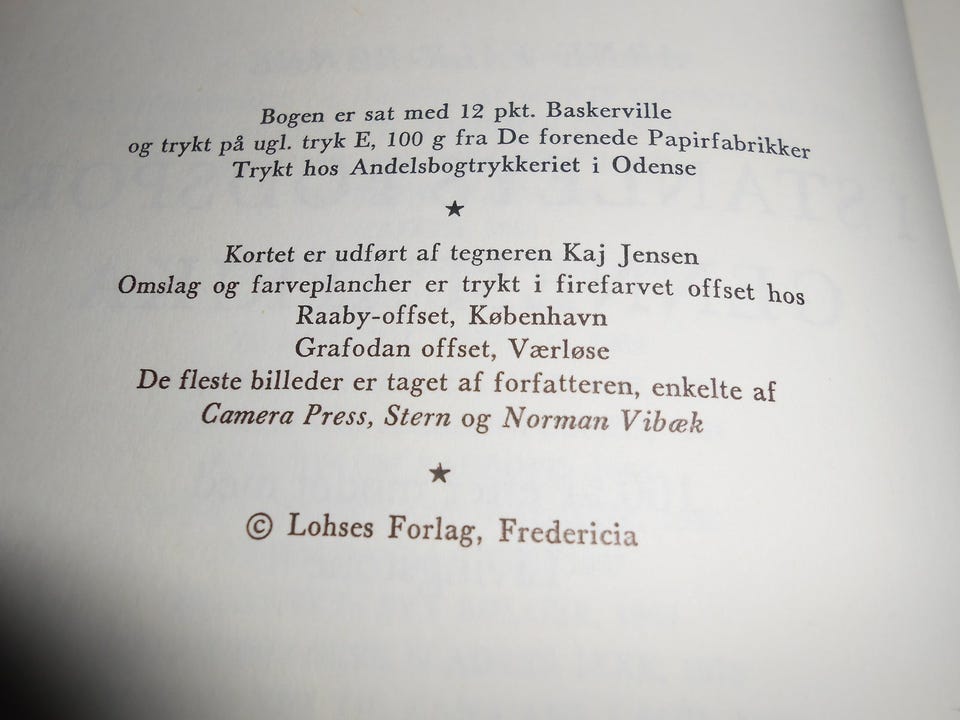 Bogen er sat med 12 pkt. Baskerville
og trykt på ugl. tryk E, 100 g fra De forenede Papirfabrikker
Trykt hos Andelsbogtrykkeriet i Odense
★
Kortet er udført af tegneren Kaj Jensen
Omslag og farveplancher er trykt i firefarvet offset hos
Raaby-offset, København
Grafodan offset, Værløse
De fleste billeder er taget af forfatteren, enkelte af
Camera Press, Stern og Norman Vibæk
★
© Lohses Forlag, Fredericia